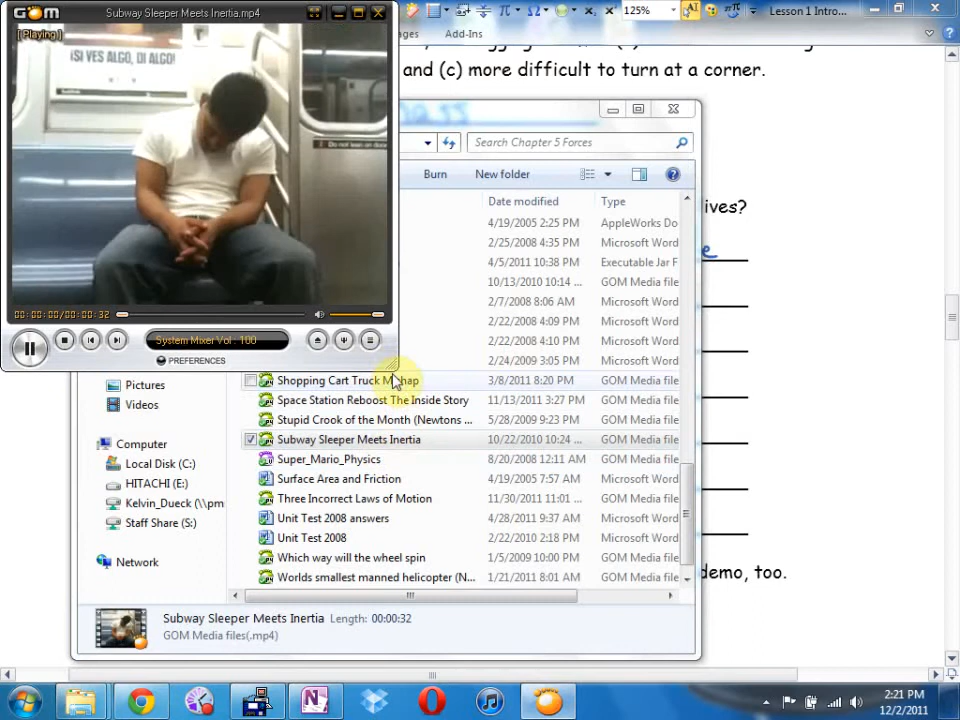 GOM Subway Sleeper Meets Inertia.mp4
[ Playing ]
¡SI VES ALGO, DI ALGO!
00:00:00/00:00:32
System Mixer Vol : 100
PREFERENCES
125%
Lesson 1 Intro...
Add-Ins
and (c) more difficult to turn at a corner.
Search Chapter 5 Forces
Burn New folder
Date modified Type
4/19/2005 2:25 PM AppleWorks Do
2/25/2008 4:35 PM Microsoft Word
4/5/2011 10:38 PM Executable Jar F
10/13/2010 10:14 ... GOM Media file
2/7/2008 8:06 AM Microsoft Word
2/22/2008 4:09 PM Microsoft Word
2/22/2008 4:10 PM Microsoft Word
2/24/2009 3:05 PM Microsoft Word
Shopping Cart Truck M hap 3/8/2011 8:20 PM GOM Media file
Space Station Reboost The Inside Story 11/13/2011 3:27 PM GOM Media file
Stupid Crook of the Month (Newtons ... 5/28/2009 9:23 PM GOM Media file
Subway Sleeper Meets Inertia 10/22/2010 10:24 ... GOM Media file
Super_Mario_Physics 8/20/2008 12:11 AM GOM Media file
Surface Area and Friction 4/19/2005 7:57 AM Microsoft Word
Three Incorrect Laws of Motion 11/30/2011 11:01 ... GOM Media file
Unit Test 2008 answers 4/28/2011 9:37 AM Microsoft Word
Unit Test 2008 2/22/2010 2:18 PM Microsoft Word
Which way will the wheel spin 1/5/2009 10:00 PM GOM Media file
Worlds smallest manned helicopter (N... 1/21/2011 8:01 AM GOM Media file
Pictures
Videos
Computer
Local Disk (C:)
HITACHI (E:)
Kelvin_Dueck (\\pm
Staff Share (S:)
Network
Subway Sleeper Meets Inertia Length: 00:00:32
GOM Media files(.mp4)
ives?
demo, too.
2:21 PM
12/2/2011